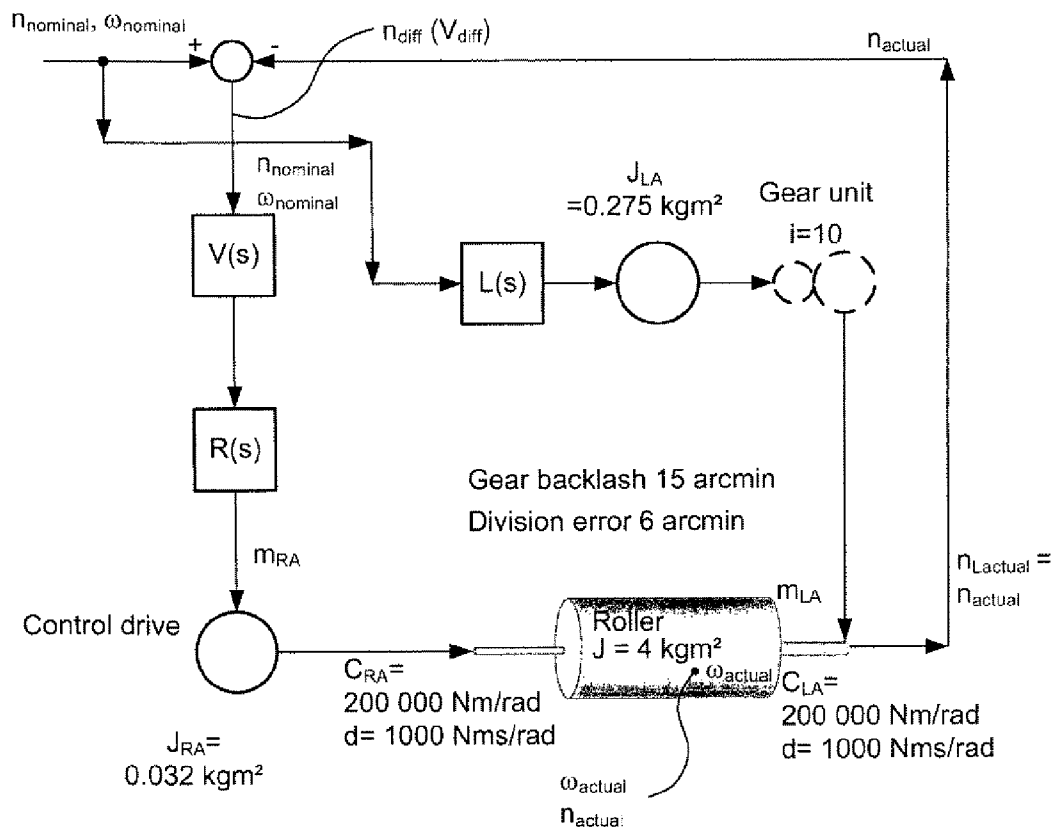 n_nominal, ω_nominal
+
-
n_diff (V_diff)
n_actual
n_nominal
ω_nominal
J_LA
=0.275 kgm²
Gear unit
i=10
V(s)
L(s)
R(s)
Gear backlash 15 arcmin
Division error 6 arcmin
m_RA
n_Lactual =
n_actual
m_LA
Control drive
Roller
J = 4 kgm²
ω_actual
C_RA=
200 000 Nm/rad
d= 1000 Nms/rad
C_LA=
200 000 Nm/rad
d= 1000 Nms/rad
J_RA=
0.032 kgm²
ω_actual
n_actual